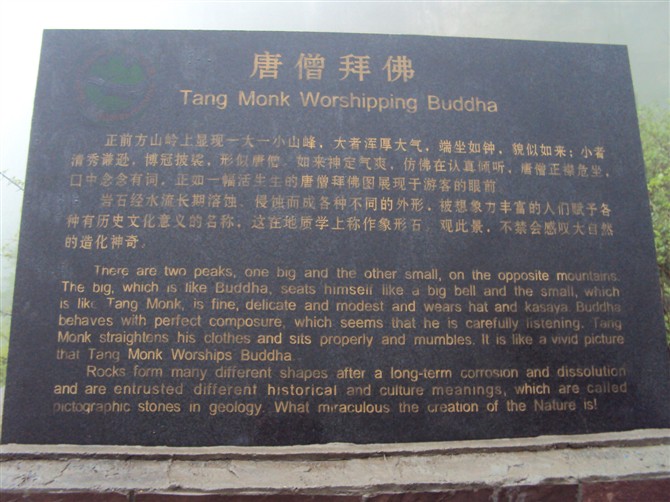 唐僧拜佛
Tang Monk Worshipping Buddha
正前方山岭上显现一大一小山峰，大者浑厚大气，端坐如钟，貌似如来；小者
清秀谦逊，博冠披袈，形似唐僧。如来神定气爽，仿佛在认真倾听，唐僧正襟危坐，
口中念念有词，正如一幅活生生的唐僧拜佛图展现于游客的眼前。
岩石经水流长期溶蚀、侵蚀而成各种不同的外形，被想象力丰富的人们赋予各
种有历史文化意义的名称，这在地质学上称作象形石。观此景，不禁会感叹大自然
的造化神奇。
There are two peaks, one big and the other small, on the opposite mountains.
The big, which is like Buddha, seats himself like a big bell and the small, which
is like Tang Monk, is fine, delicate and modest and wears hat and kasaya. Buddha
behaves with perfect composure, which seems that he is carefully listening. Tang
Monk straightens his clothes and sits properly and mumbles. It is like a vivid picture
that Tang Monk Worships Buddha.
Rocks form many different shapes after a long-term corrosion and dissolution
and are entrusted different historical and culture meanings, which are called
pictographic stones in geology. What miraculous the creation of the Nature is!